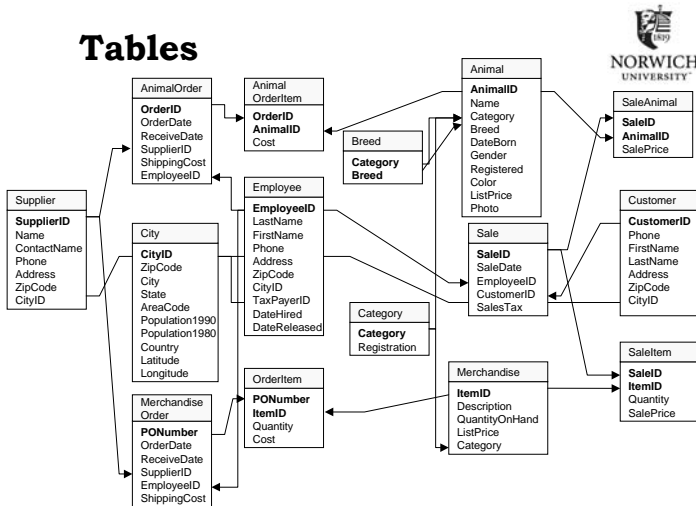 Tables
1819
NORWICH
UNIVERSITY
AnimalOrder
OrderID
OrderDate
ReceiveDate
SupplierID
ShippingCost
EmployeeID
Animal
OrderItem
OrderID
AnimalID
Cost
Animal
AnimalID
Name
Category
Breed
DateBorn
Gender
Registered
Color
ListPrice
Photo
SaleAnimal
SaleID
AnimalID
SalePrice
Breed
Category
Breed
Supplier
SupplierID
Name
ContactName
Phone
Address
ZipCode
CityID
City
CityID
ZipCode
City
State
AreaCode
Population1990
Population1980
Country
Latitude
Longitude
Employee
EmployeeID
LastName
FirstName
Phone
Address
ZipCode
CityID
TaxPayerID
DateHired
DateReleased
Sale
SaleID
SaleDate
EmployeeID
CustomerID
SalesTax
Customer
CustomerID
Phone
FirstName
LastName
Address
ZipCode
CityID
Category
Category
Registration
Merchandise
Order
PONumber
OrderDate
ReceiveDate
SupplierID
EmployeeID
ShippingCost
OrderItem
PONumber
ItemID
Quantity
Cost
Merchandise
ItemID
Description
QuantityOnHand
ListPrice
Category
SaleItem
SaleID
ItemID
Quantity
SalePrice